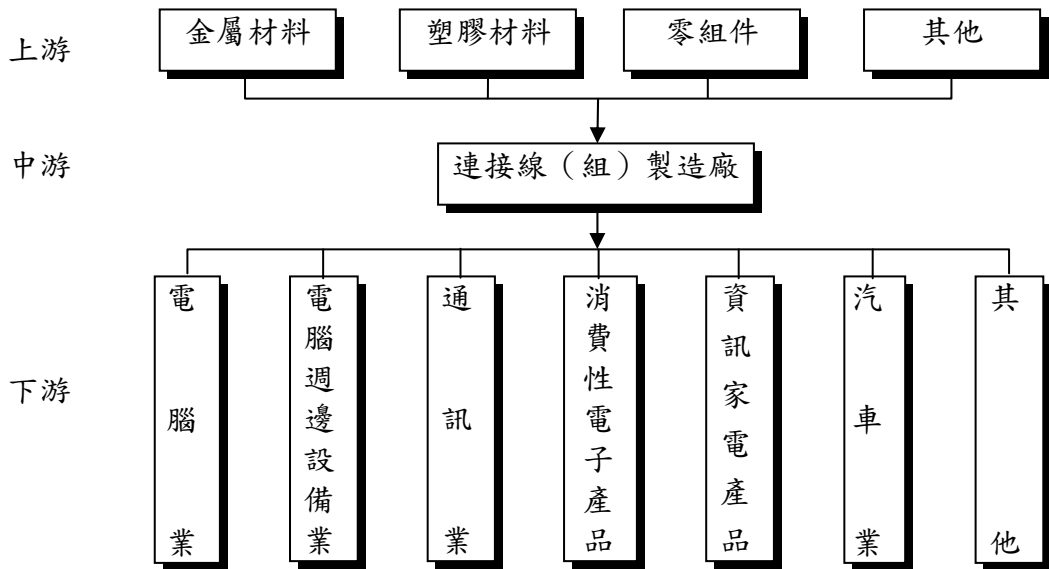 上游
金屬材料
塑膠材料
零組件
其他
中游
連接線（組）製造廠
下游
電腦業
電腦週邊設備業
通訊業
消費性電子產品
資訊家電產品
汽車業
其他